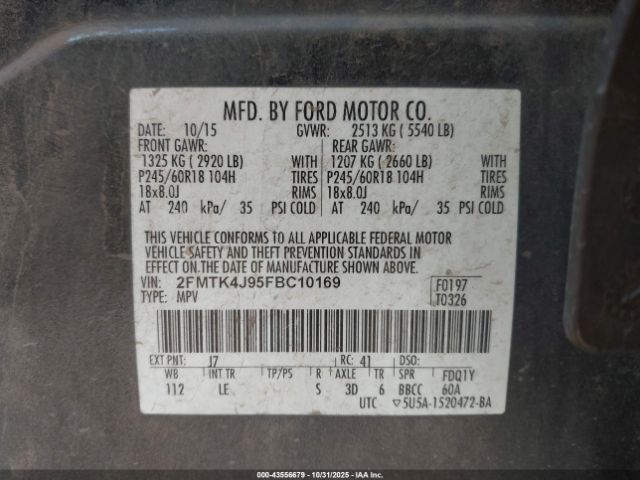 MFD. BY FORD MOTOR CO.
DATE: 10/15 GVWR: 2513 KG ( 5540 LB)
FRONT GAWR: REAR GAWR:
1325 KG ( 2920 LB) WITH 1207 KG ( 2660 LB) WITH
P245/60R18 104H TIRES P245/60R18 104H TIRES
18x8.0J RIMS 18x8.0J RIMS
AT 240 kPa/ 35 PSI COLD AT 240 kPa/ 35 PSI COLD
THIS VEHICLE CONFORMS TO ALL APPLICABLE FEDERAL MOTOR
VEHICLE SAFETY AND THEFT PREVENTION STANDARDS IN
EFFECT ON THE DATE OF MANUFACTURE SHOWN ABOVE.
VIN: 2FMTK4J95FBC10169 F0197
TYPE: MPV T0326
EXT PNT: J7 RC: 41 DSO:
WB INT TR TP/PS R AXLE TR SPR FDQ1Y
112 LE S 3D 6 BBCC 60A
UTC ▽5U5A-1520472-BA
000-43556679 - 10/31/2025 - Copyright © 2025 IAA, Inc.